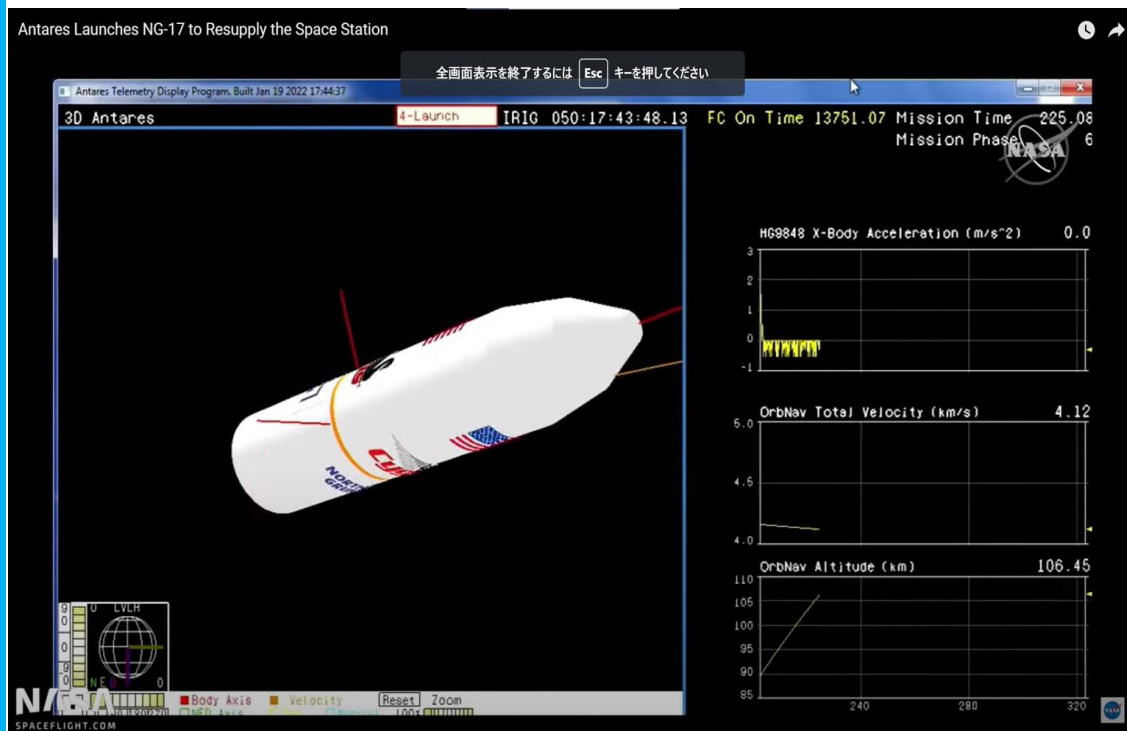 Antares Launches NG-17 to Resupply the Space Station
全画面表示を終了するには Esc キーを押してください
Antares Telemetry Display Program. Built Jan 19 2022 17:44:37
3D Antares 4-Launch IRIG 050:17:43:48.13 FC On Time 13751.07 Mission Time 225.08
Mission Phase 6
NASA
HG9848 X-Body Acceleration (m/s^2) 0.0
3
2
1
0
-1
OrbNav Total Velocity (km/s) 4.12
5.0
4.5
4.0
OrbNav Altitude (km) 106.45
110
105
100
95
90
85
240 280 320
Cy
NORT
GRU
LVLH
Body Axis Velocity Reset Zoom
NED Axis
NASA
SPACEFLIGHT.COM